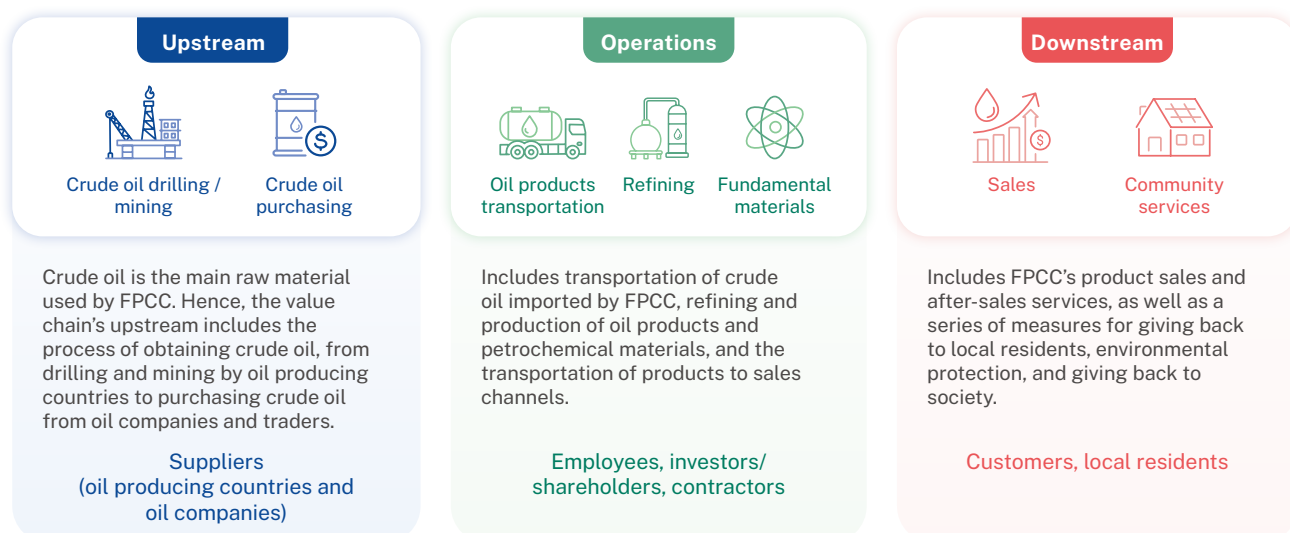 Upstream
Crude oil drilling /
mining
Crude oil
purchasing
Crude oil is the main raw material
used by FPCC. Hence, the value
chain's upstream includes the
process of obtaining crude oil, from
drilling and mining by oil producing
countries to purchasing crude oil
from oil companies and traders.
Suppliers
(oil producing countries and
oil companies)
Operations
Oil products
transportation
Refining
Fundamental
materials
Includes transportation of crude
oil imported by FPCC, refining and
production of oil products and
petrochemical materials, and the
transportation of products to sales
channels.
Employees, investors/
shareholders, contractors
Downstream
$
$
Sales
Community
services
Includes FPCC's product sales and
after-sales services, as well as a
series of measures for giving back
to local residents, environmental
protection, and giving back to
society.
Customers, local residents